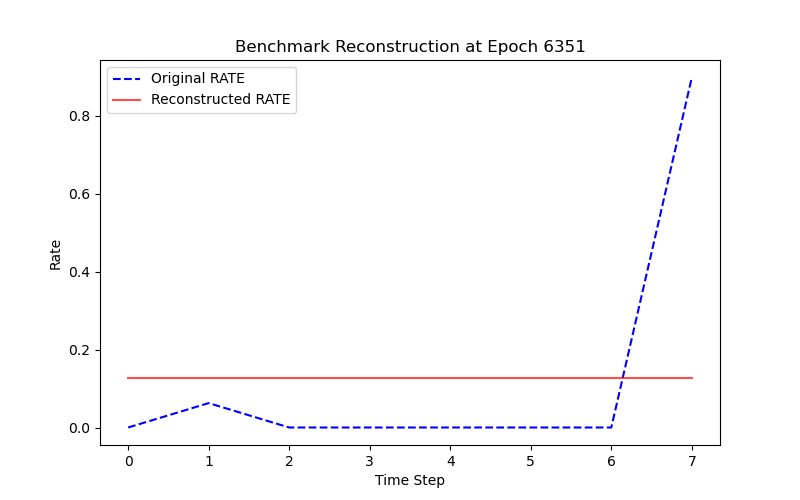 Benchmark Reconstruction at Epoch 6351
Original RATE
Reconstructed RATE
0.8
0.6
0.4
0.2
0.0
Rate
0 1 2 3 4 5 6 7
Time Step